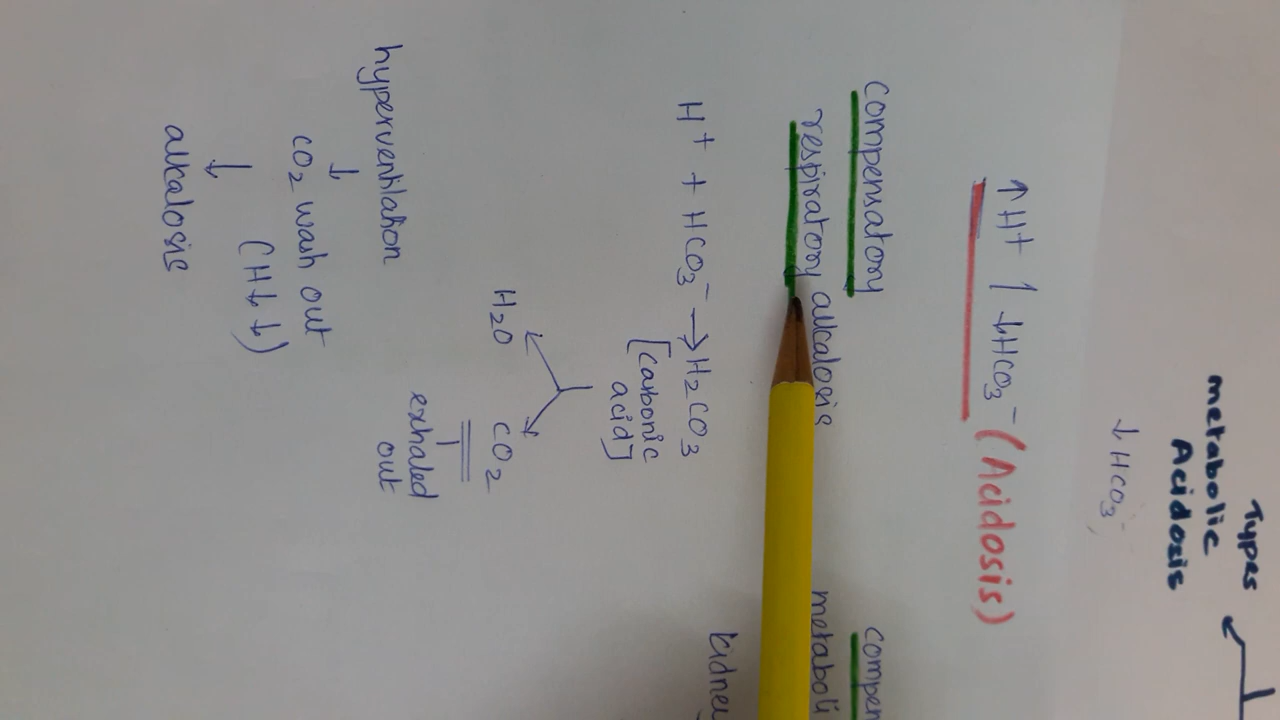 Types
metabolic
Acidosis
↓ HCO3-
↑ H+ / ↓HCO3- (Acidosis)
compensatory
respiratory alkalosis
H+ + HCO3- → H2CO3
[carbonic
acid]
H2O CO2
exhaled
out
hyperventilation
↓
CO2 wash out
↓ (H↓↓)
alkalosis
compen
metaboli
kidney